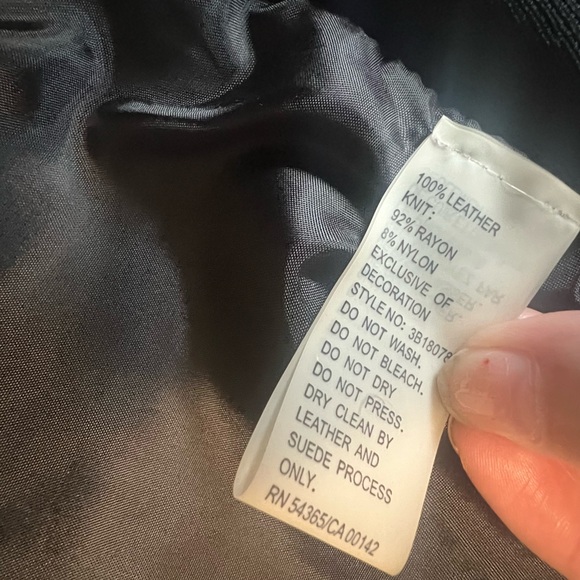 100% LEATHER
KNIT:
92% RAYON
8% NYLON
EXCLUSIVE OF
DECORATION
STYLE NO: 3B18078
DO NOT WASH.
DO NOT BLEACH.
DO NOT DRY
DO NOT PRESS.
DRY CLEAN BY
LEATHER AND
SUEDE PROCESS
ONLY.
RN 54365/CA 00142